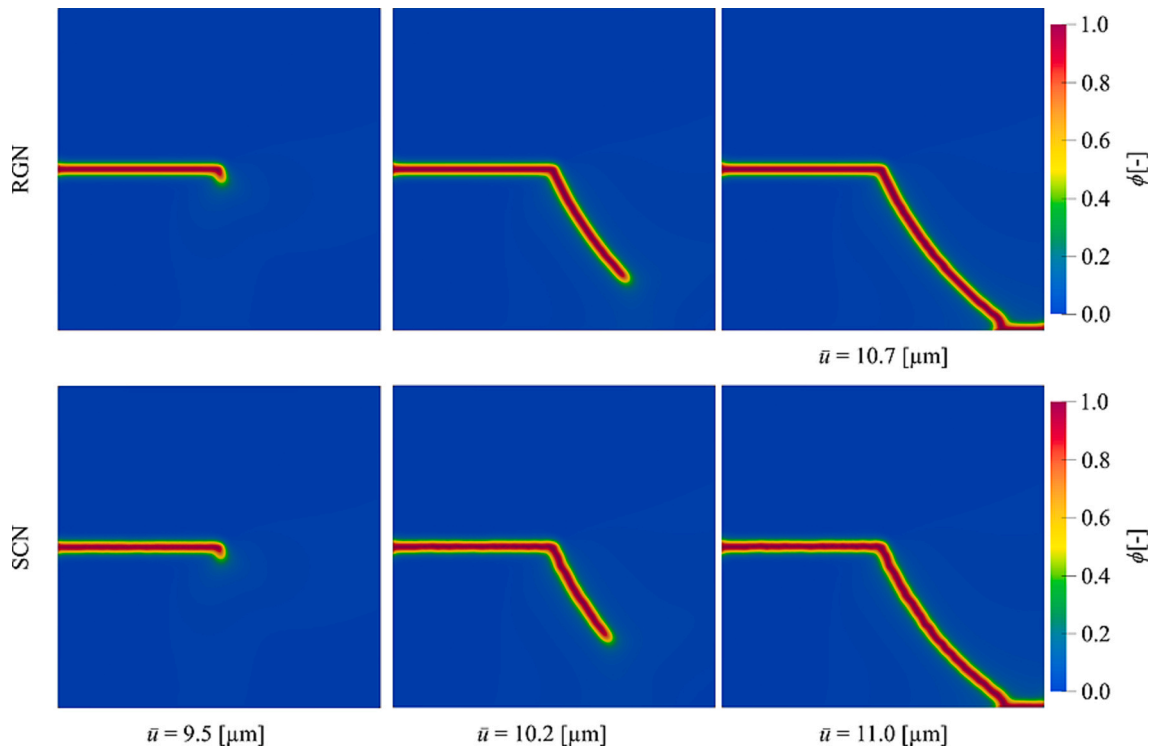 RGN
1.0
0.8
0.6
0.4
0.2
0.0
ϕ[-]
ū = 10.7 [µm]
SCN
1.0
0.8
0.6
0.4
0.2
0.0
ϕ[-]
ū = 9.5 [µm]
ū = 10.2 [µm]
ū = 11.0 [µm]